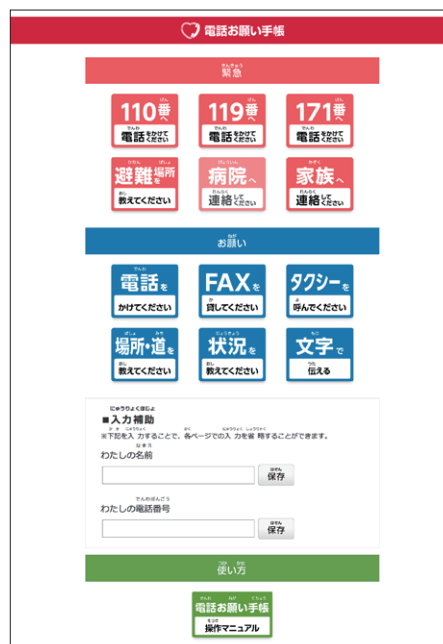 電話お願い手帳
きんきゅう
緊急
110番へ
でんわ
電話をかけてください
119番へ
でんわ
電話をかけてください
171番へ
でんわ
電話をかけてください
ひなん ばしょ
避難場所を
おし
教えてください
びょういん
病院へ
れんらく
連絡してください
かぞく
家族へ
れんらく
連絡してください
ねが
お願い
でんわ
電話を
かけてください
FAXを
か
貸してください
タクシーを
よ
呼んでください
ばしょ みち
場所・道を
おし
教えてください
じょうきょう
状況を
おし
教えてください
もじ
文字で
つた
伝える
にゅうりょくほじょ
■入力補助
※下記を入力することで、各ページでの入力を省略することができます。
なまえ
わたしの名前
ほぞん
保存
でんわばんごう
わたしの電話番号
ほぞん
保存
つか かた
使い方
でんわ ねが てちょう
電話お願い手帳
そうさ
操作マニュアル